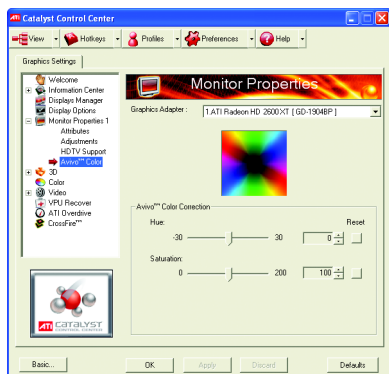 ATI Catalyst Control Center
View Hotkeys Profiles Preferences Help
Graphics Settings
Welcome
Information Center
Displays Manager
Display Options
Monitor Properties 1
Attributes
Adjustments
HDTV Support
Avivo™ Color
3D
Color
Video
VPU Recover
ATI Overdrive
CrossFire™
ATI CATALYST
CONTROL CENTER
Monitor Properties
Graphics Adapter :
1.ATI Radeon HD 2600 XT [ GD-1904BP ]
Avivo™ Color Correction
Hue: Reset
-30 30 0
Saturation:
0 200 100
Basic... OK Apply Discard Defaults